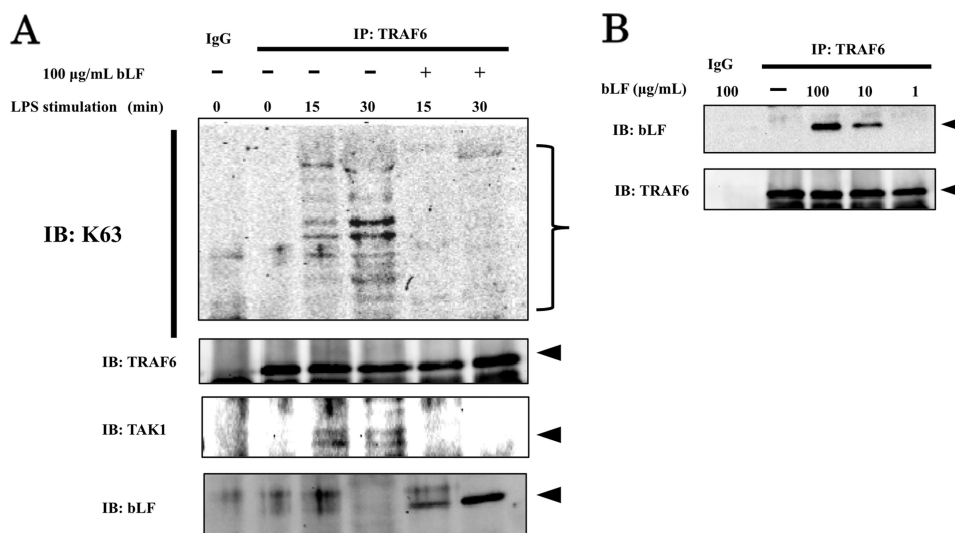 A
IgG
IP: TRAF6
100 μg/mL bLF
− − − − + +
LPS stimulation (min)
0 0 15 30 15 30
IB: K63
IB: TRAF6
IB: TAK1
IB: bLF
B
IP: TRAF6
IgG
bLF (μg/mL)
100 − 100 10 1
IB: bLF
IB: TRAF6